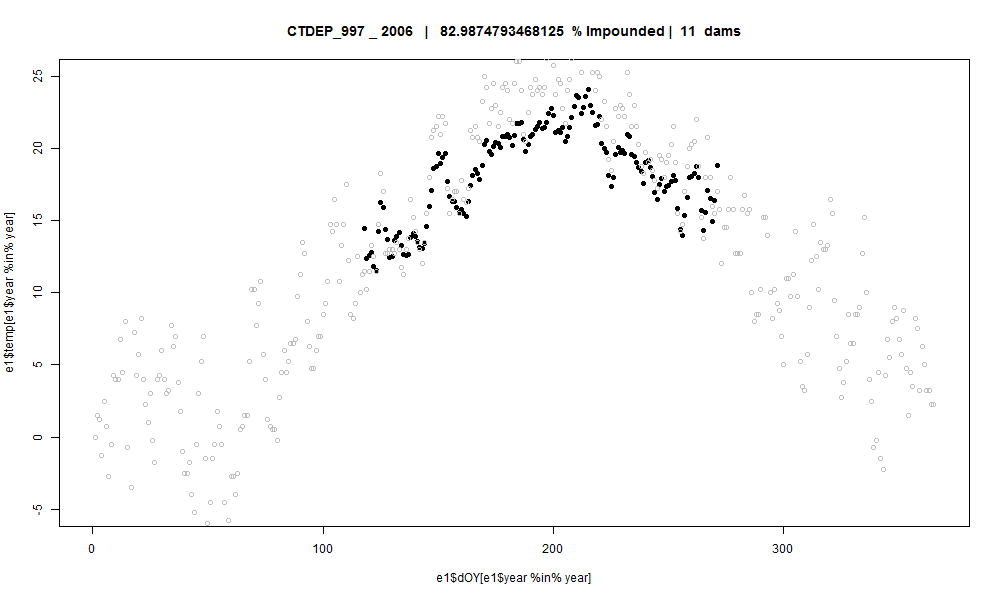 CTDEP_997 _ 2006 | 82.9874793468125 % Impounded | 11 dams
25
20
15
10
5
0
-5
e1$temp[e1$year %in% year]
0 100 200 300
e1$dOY[e1$year %in% year]